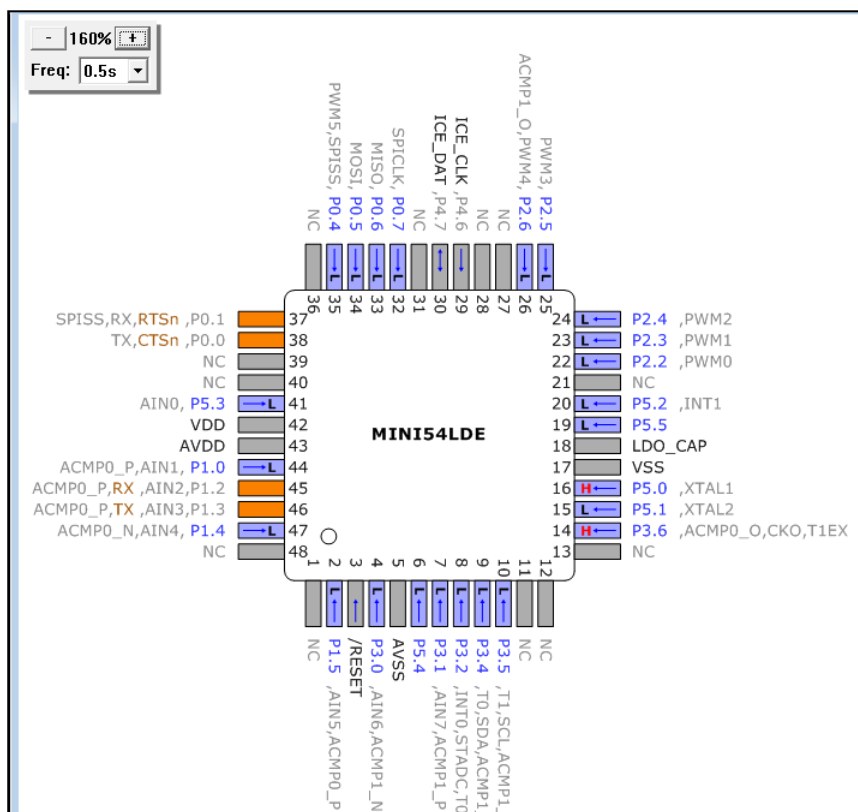 - 160% +
Freq: 0.5s
NC
PWM5,SPISS, P0.4
MOSI, P0.5
MISO, P0.6
SPICLK, P0.7
NC
ICE_DAT ,P4.7
ICE_CLK ,P4.6
NC
NC
ACMP1_O,PWM4, P2.6
PWM3, P2.5
36 35 34 33 32 31 30 29 28 27 26 25
L L L L L L
SPISS,RX,RTSn ,P0.1 37
TX,CTSn ,P0.0 38
NC 39
NC 40
AIN0, P5.3 L 41
VDD 42
AVDD 43
ACMP0_P,AIN1, P1.0 L 44
ACMP0_P,RX ,AIN2,P1.2 45
ACMP0_P,TX ,AIN3,P1.3 46
ACMP0_N,AIN4, P1.4 L 47
NC 48
MINI54LDE
24 L P2.4 ,PWM2
23 L P2.3 ,PWM1
22 L P2.2 ,PWM0
21 NC
20 L P5.2 ,INT1
19 L P5.5
18 LDO_CAP
17 VSS
16 H P5.0 ,XTAL1
15 L P5.1 ,XTAL2
14 H P3.6 ,ACMP0_O,CKO,T1EX
13 NC
1 2 3 4 5 6 7 8 9 10 11 12
L L L L L L L
NC
P1.5 ,AIN5,ACMP0_P
/RESET
P3.0 ,AIN6,ACMP1_N
AVSS
P5.4
P3.1 ,AIN7,ACMP1_P
P3.2 ,INT0,STADC,T0
P3.4 ,T0,SDA,ACMP1
P3.5 ,T1,SCL,ACMP1_
NC
NC